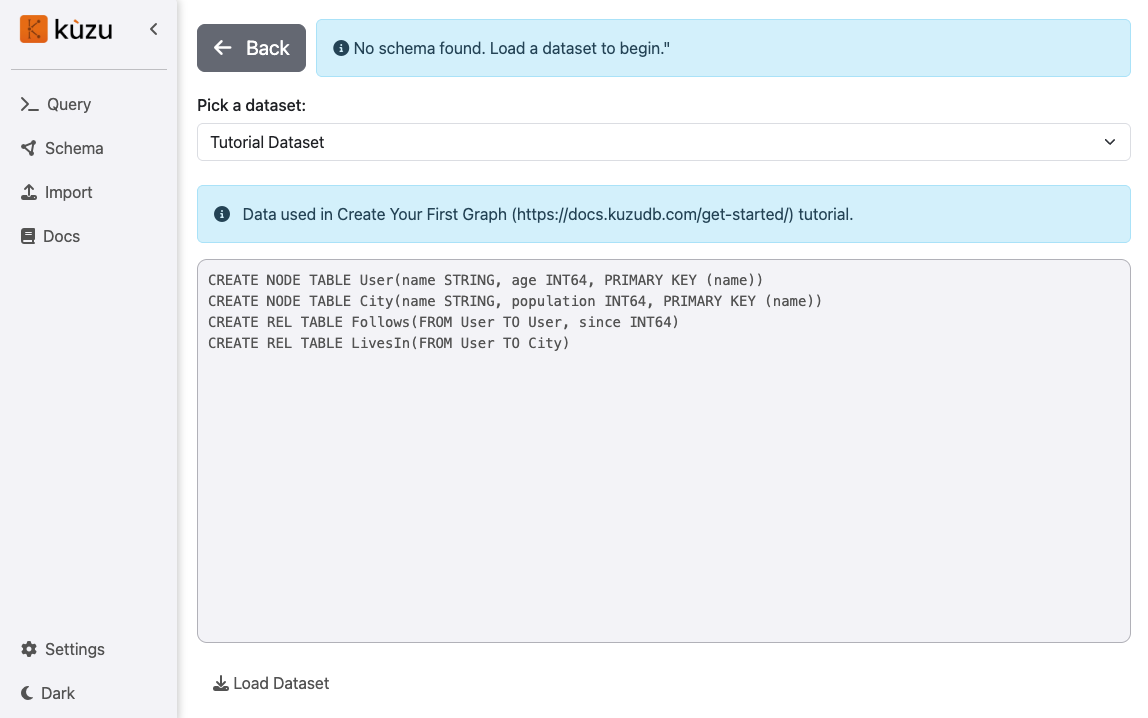 kùzu
Query
Schema
Import
Docs
Settings
Dark
Back
No schema found. Load a dataset to begin."
Pick a dataset:
Tutorial Dataset
Data used in Create Your First Graph (https://docs.kuzudb.com/get-started/) tutorial.
CREATE NODE TABLE User(name STRING, age INT64, PRIMARY KEY (name))
CREATE NODE TABLE City(name STRING, population INT64, PRIMARY KEY (name))
CREATE REL TABLE Follows(FROM User TO User, since INT64)
CREATE REL TABLE LivesIn(FROM User TO City)
Load Dataset